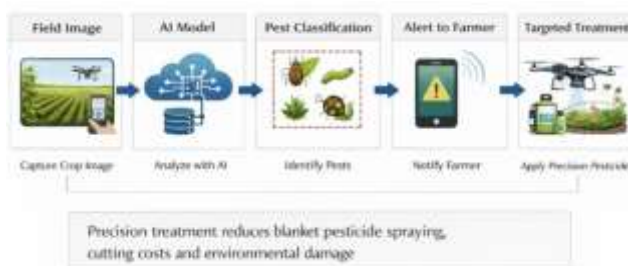 Field Image
AI Model
Pest Classification
Alert to Farmer
Targeted Treatment
Capture Crop Image
Analyze with AI
Identify Pests
Notify Farmer
Apply Precision Pesticide
Precision treatment reduces blanket pesticide spraying,
cutting costs and environmental damage